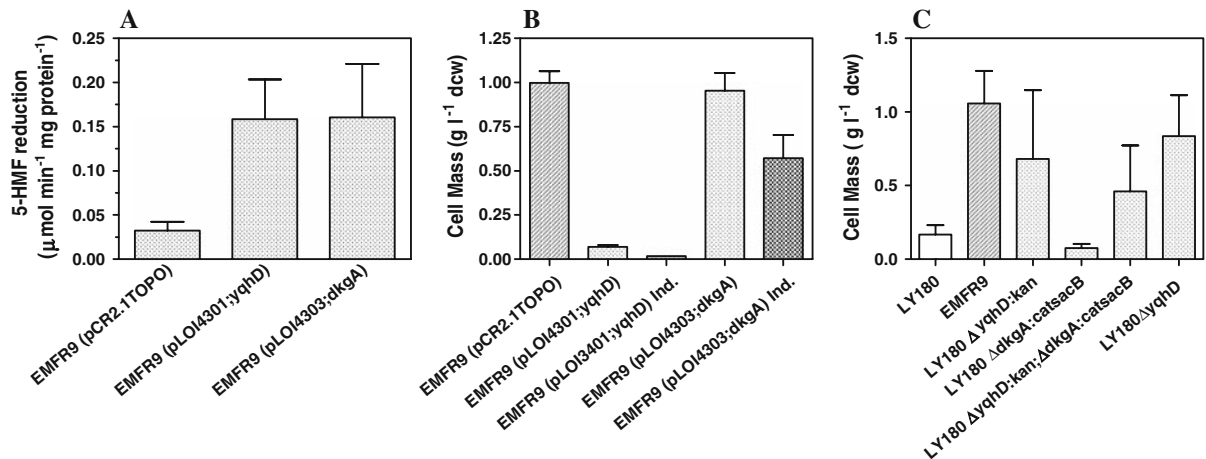 A
5-HMF reduction
(μmol min⁻¹ mg protein⁻¹)
0.25
0.20
0.15
0.10
0.05
0.00
EMFR9 (pCR2.1TOPO)
EMFR9 (pLOI4301;yqhD)
EMFR9 (pLOI4303;dkgA)
B
Cell Mass (g l⁻¹ dcw)
1.25
1.00
0.75
0.50
0.25
0.00
EMFR9 (pCR2.1TOPO)
EMFR9 (pLOI4301;yqhD)
EMFR9 (pLOI3401;yqhD) Ind.
EMFR9 (pLOI4303;dkgA)
EMFR9 (pLOI4303;dkgA) Ind.
C
Cell Mass ( g l⁻¹ dcw)
1.5
1.0
0.5
0.0
LY180
EMFR9
LY180 ΔyqhD:kan
LY180 ΔdkgA:catsacB
LY180 ΔyqhD:kan;ΔdkgA:catsacB
LY180ΔyqhD